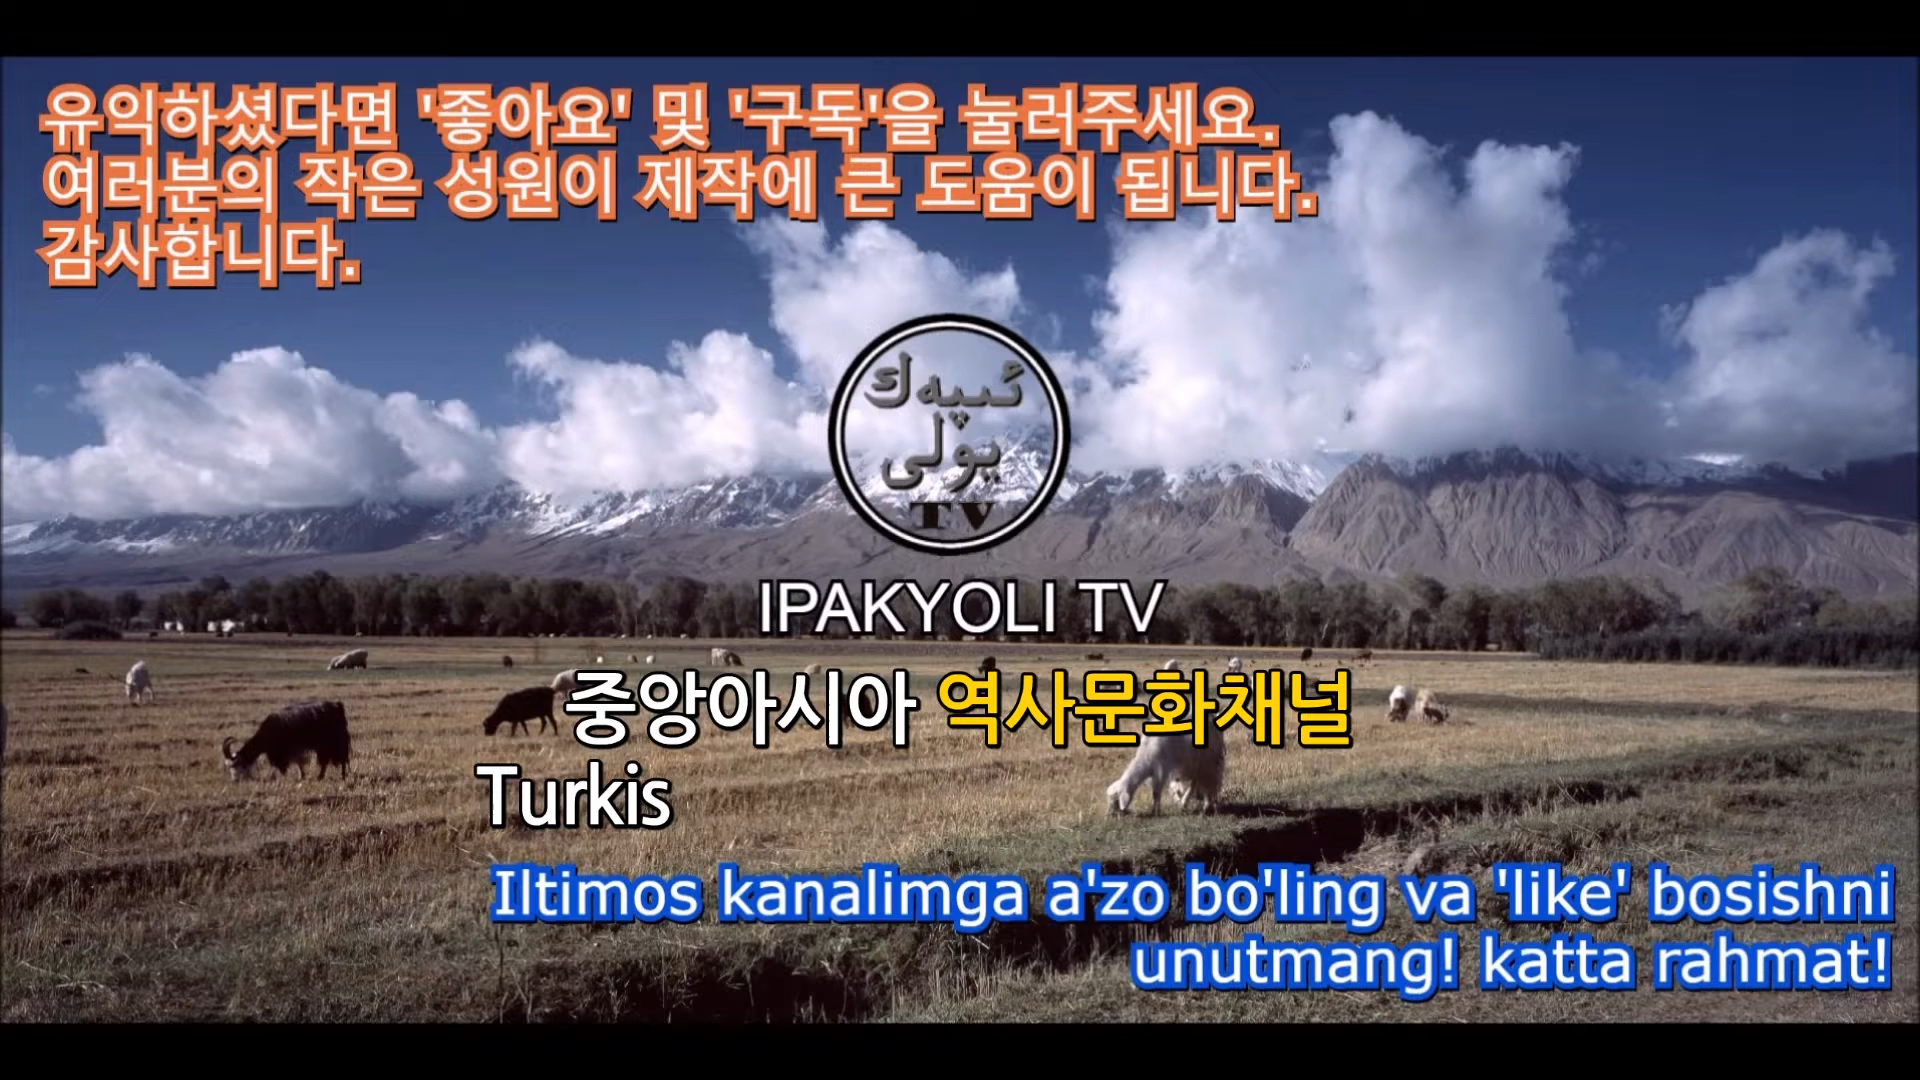 유익하셨다면 '좋아요' 및 '구독'을 눌러주세요.
여러분의 작은 성원이 제작에 큰 도움이 됩니다.
감사합니다.
ئىپەك
يولى
TV
IPAKYOLI TV
중앙아시아 역사문화채널
Turkis
Iltimos kanalimga a'zo bo'ling va 'like' bosishni
unutmang! katta rahmat!